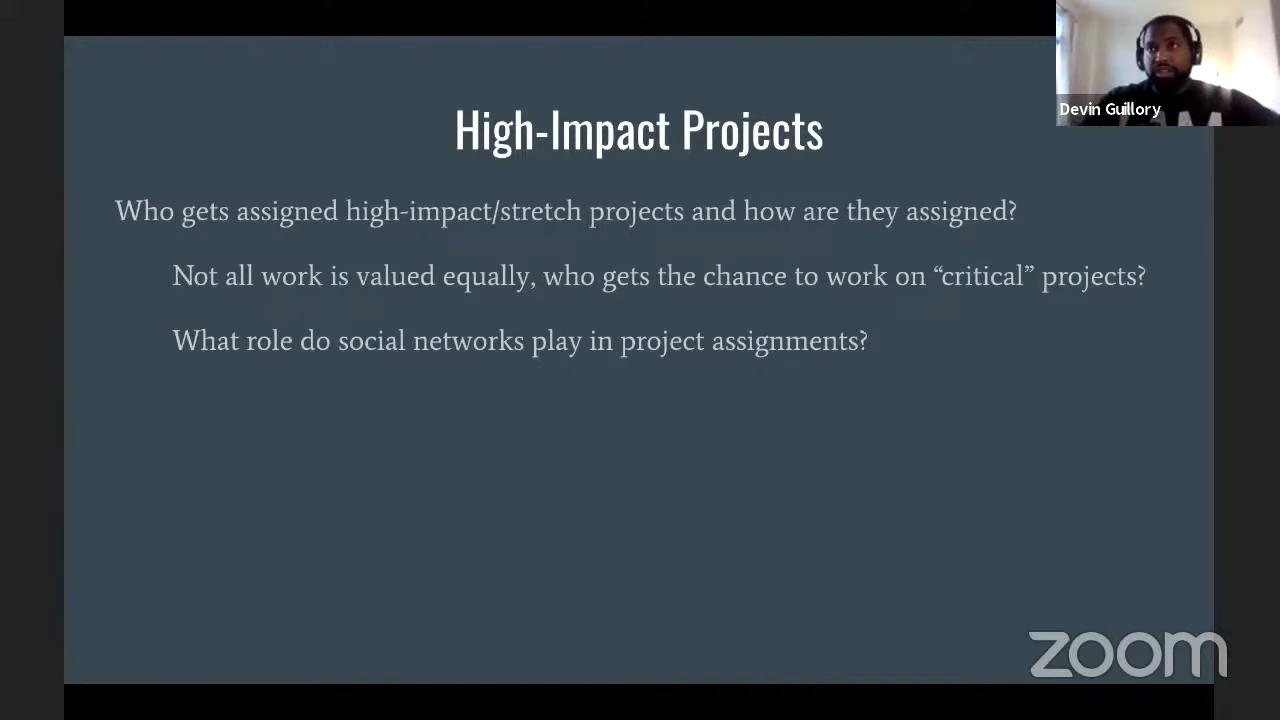 High-Impact Projects
Devin Guillory
Who gets assigned high-impact/stretch projects and how are they assigned?
Not all work is valued equally, who gets the chance to work on “critical” projects?
What role do social networks play in project assignments?
zoom